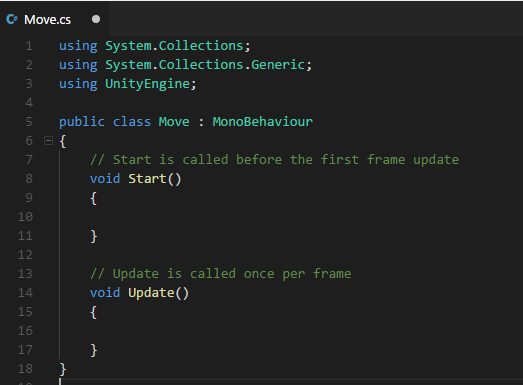 C# Move.cs
1 using System.Collections;
2 using System.Collections.Generic;
3 using UnityEngine;
4
5 public class Move : MonoBehaviour
6 {
7 // Start is called before the first frame update
8 void Start()
9 {
10
11 }
12
13 // Update is called once per frame
14 void Update()
15 {
16
17 }
18 }